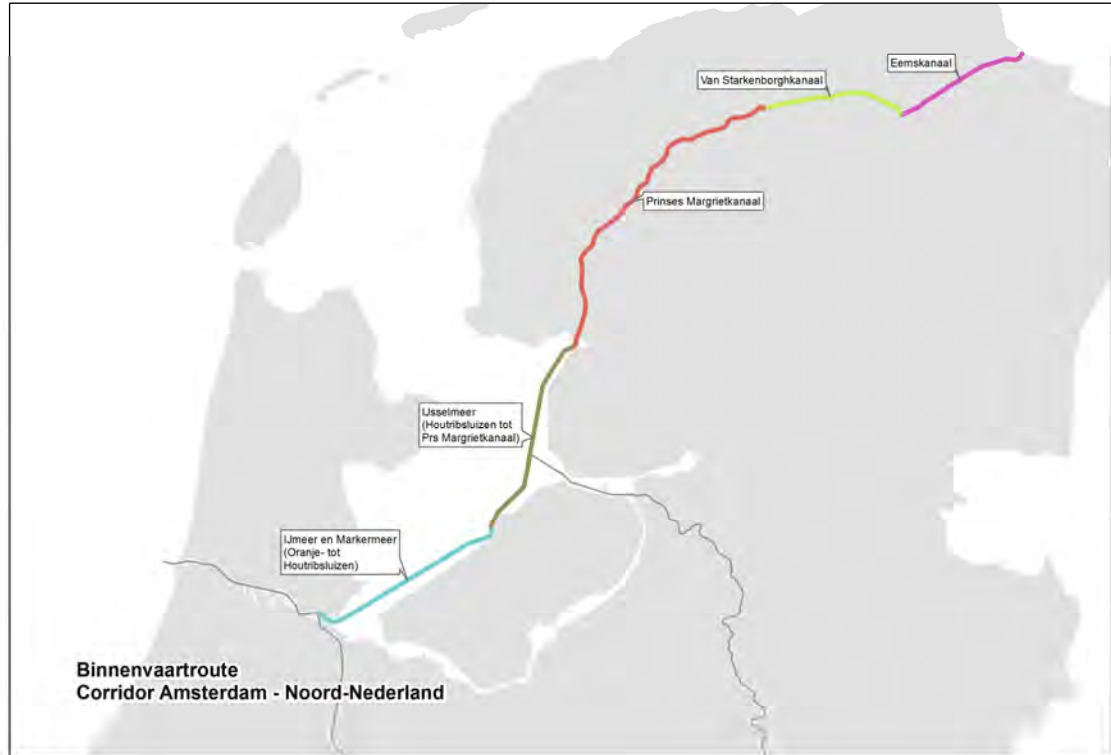 Eemskanaal
Van Starkenborghkanaal
Prinses Margrietkanaal
IJsselmeer
(Houtribsluizen tot
Prs Margrietkanaal)
IJmeer en Markermeer
(Oranje- tot
Houtribsluizen)
Binnenvaartroute
Corridor Amsterdam - Noord-Nederland